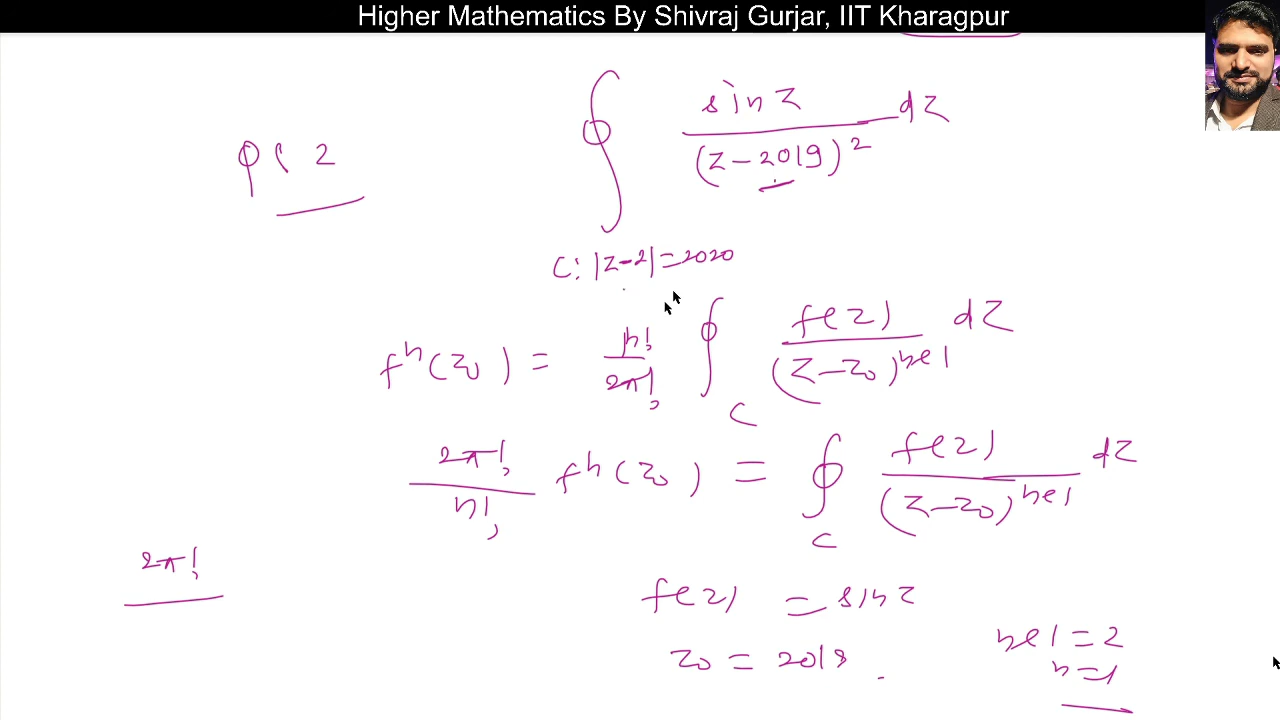 Higher Mathematics By Shivraj Gurjar, IIT Kharagpur
∮ sin z / (z - 2019)² dz
Q 2
C: |z-2| = 2020
fⁿ(z₀) = n! / 2πi ∮_C f(z) / (z-z₀)ⁿ⁺¹ dz
2πi / n! fⁿ(z₀) = ∮_C f(z) / (z-z₀)ⁿ⁺¹ dz
2πi
f(z) = sin z
z₀ = 2019
n+1 = 2
n = 1